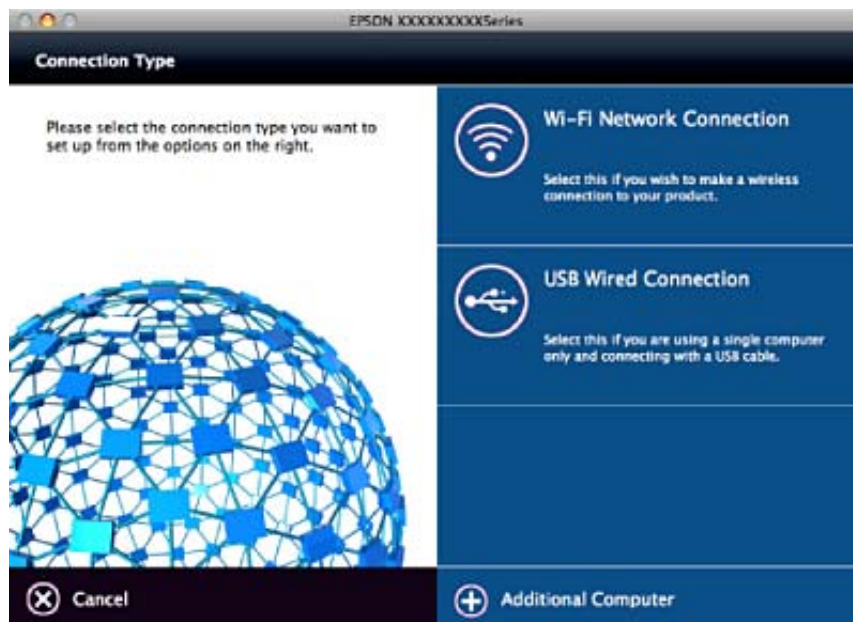 EPSON XXXXXXXXXSeries
Connection Type
Please select the connection type you want to
set up from the options on the right.
Wi-Fi Network Connection
Select this if you wish to make a wireless
connection to your product.
USB Wired Connection
Select this if you are using a single computer
only and connecting with a USB cable.
Cancel
Additional Computer